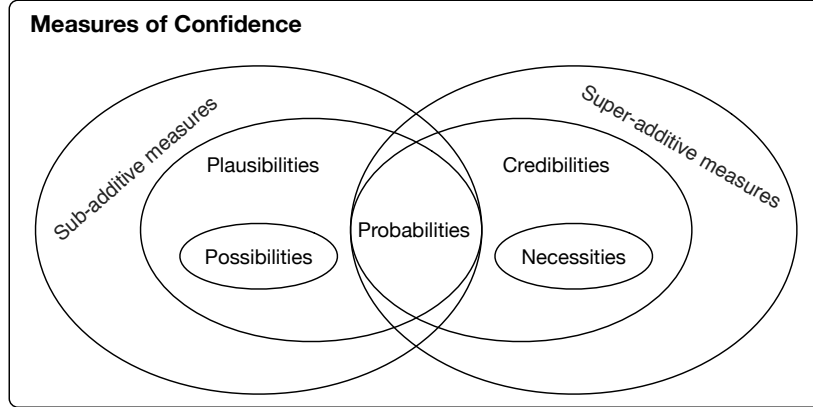 Measures of Confidence
Sub-additive measures
Super-additive measures
Plausibilities
Credibilities
Probabilities
Possibilities
Necessities